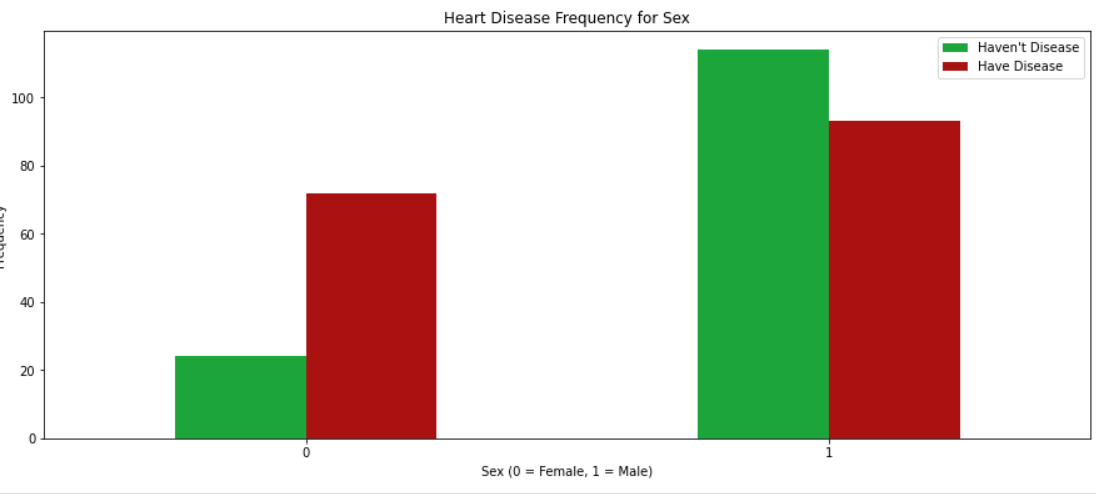 Heart Disease Frequency for Sex
Haven't Disease
Have Disease
100
80
60
40
20
0
Frequency
0 1
Sex (0 = Female, 1 = Male)